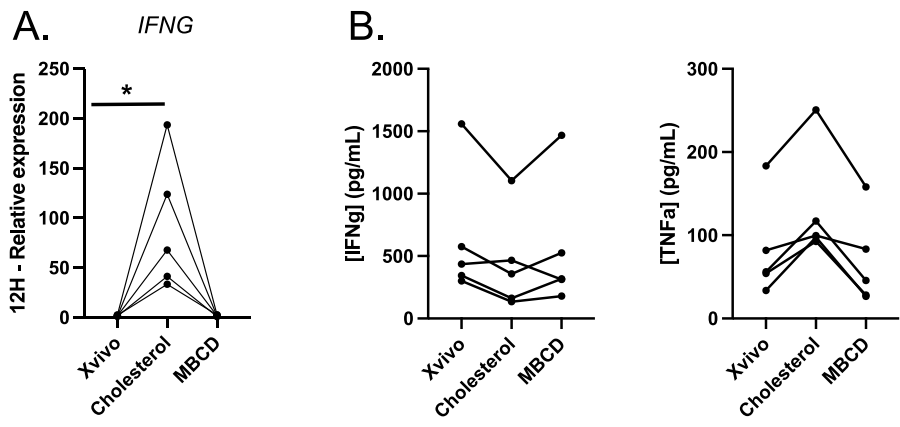 A.
IFNG
12H - Relative expression
250
200
150
100
50
0
*
Xvivo
Cholesterol
MBCD
B.
[IFNg] (pg/mL)
2000
1500
1000
500
0
Xvivo
Cholesterol
MBCD
[TNFa] (pg/mL)
300
200
100
0
Xvivo
Cholesterol
MBCD